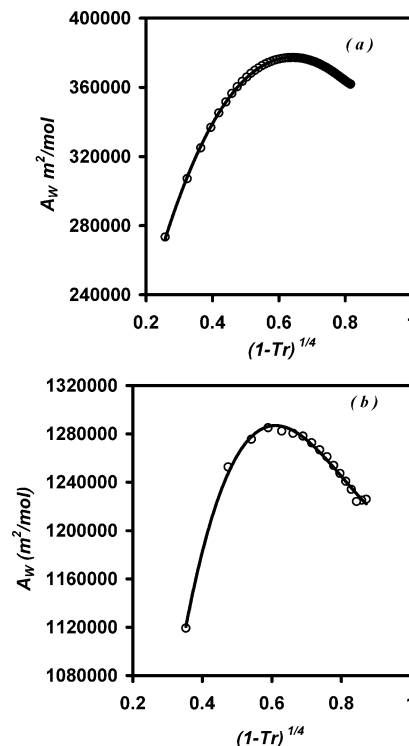 400000
( a )
360000
320000
280000
240000
A_W m²/mol
0.2 0.4 0.6 0.8 1
(1-Tr) 1/4
1320000
( b )
1280000
1240000
1200000
1160000
1120000
1080000
A_W (m²/mol)
0.2 0.4 0.6 0.8 1
(1-Tr) 1/4